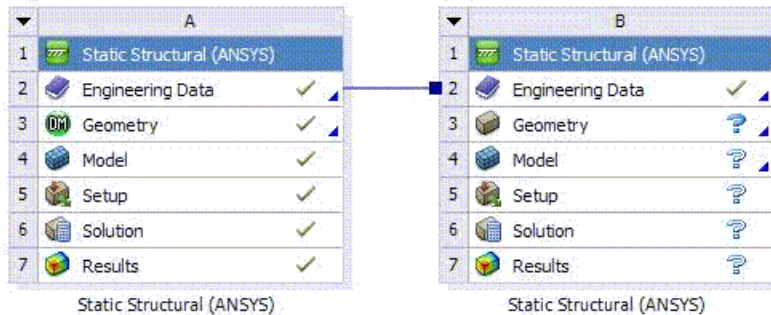 A
1 Static Structural (ANSYS)
2 Engineering Data
3 DM Geometry
4 Model
5 Setup
6 Solution
7 Results
Static Structural (ANSYS)
B
1 Static Structural (ANSYS)
2 Engineering Data
3 Geometry ?
4 Model ?
5 Setup ?
6 Solution ?
7 Results ?
Static Structural (ANSYS)